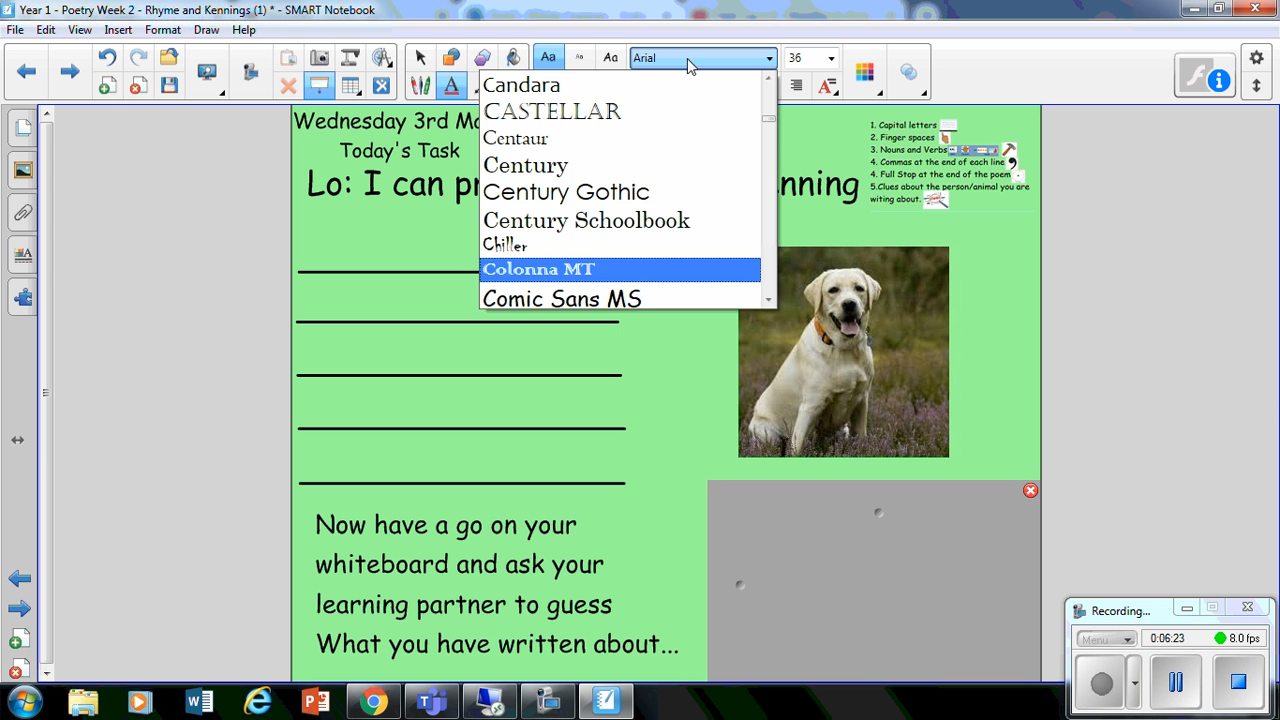 Year 1 - Poetry Week 2 - Rhyme and Kennings (1) * - SMART Notebook
File Edit View Insert Format Draw Help
Aa Aa Aa Arial 36
Candara
CASTELLAR
Centaur
Century
Century Gothic
Century Schoolbook
Chiller
Colonna MT
Comic Sans MS
Wednesday 3rd Ma
Today's Task
Lo: I can pr
nning
1. Capital letters
2. Finger spaces
3. Nouns and Verbs
4. Commas at the end of each line
4. Full Stop at the end of the poem
5.Clues about the person/animal you are
witing about.
Now have a go on your
whiteboard and ask your
learning partner to guess
What you have written about...
Recording...
Menu 0:06:23 8.0 fps